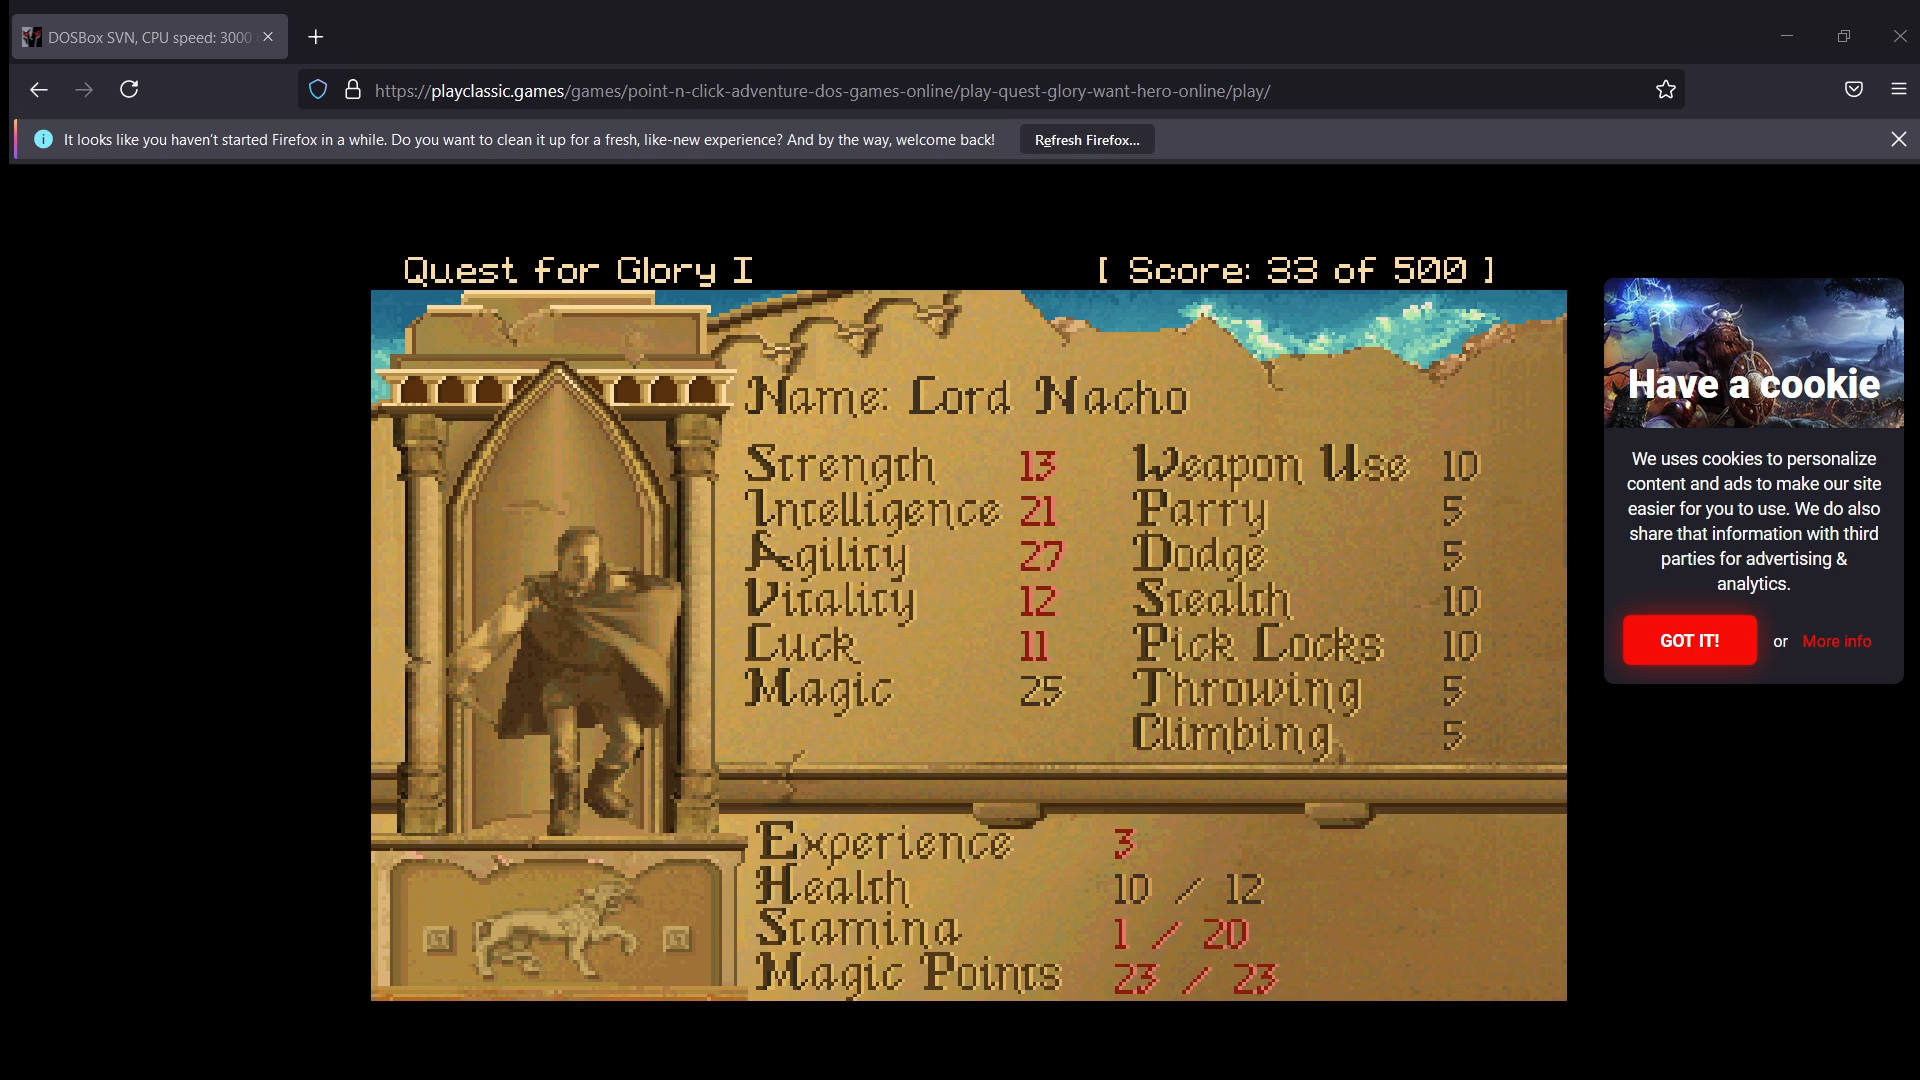 DOSBox SVN, CPU speed: 3000
https://playclassic.games/games/point-n-click-adventure-dos-games-online/play-quest-glory-want-hero-online/play/
It looks like you haven't started Firefox in a while. Do you want to clean it up for a fresh, like-new experience? And by the way, welcome back! Refresh Firefox...
Quest for Glory I [ Score: 33 of 500 ]
Name: Lord Nacho
Strength 13 Weapon Use 10
Intelligence 21 Parry 5
Agility 27 Dodge 5
Vitality 12 Stealth 10
Luck 11 Pick Locks 10
Magic 25 Throwing 5
Climbing 5
Experience 3
Health 10 / 12
Stamina 1 / 20
Magic Points 23 / 23
Have a cookie
We uses cookies to personalize
content and ads to make our site
easier for you to use. We do also
share that information with third
parties for advertising &
analytics.
GOT IT! or More info